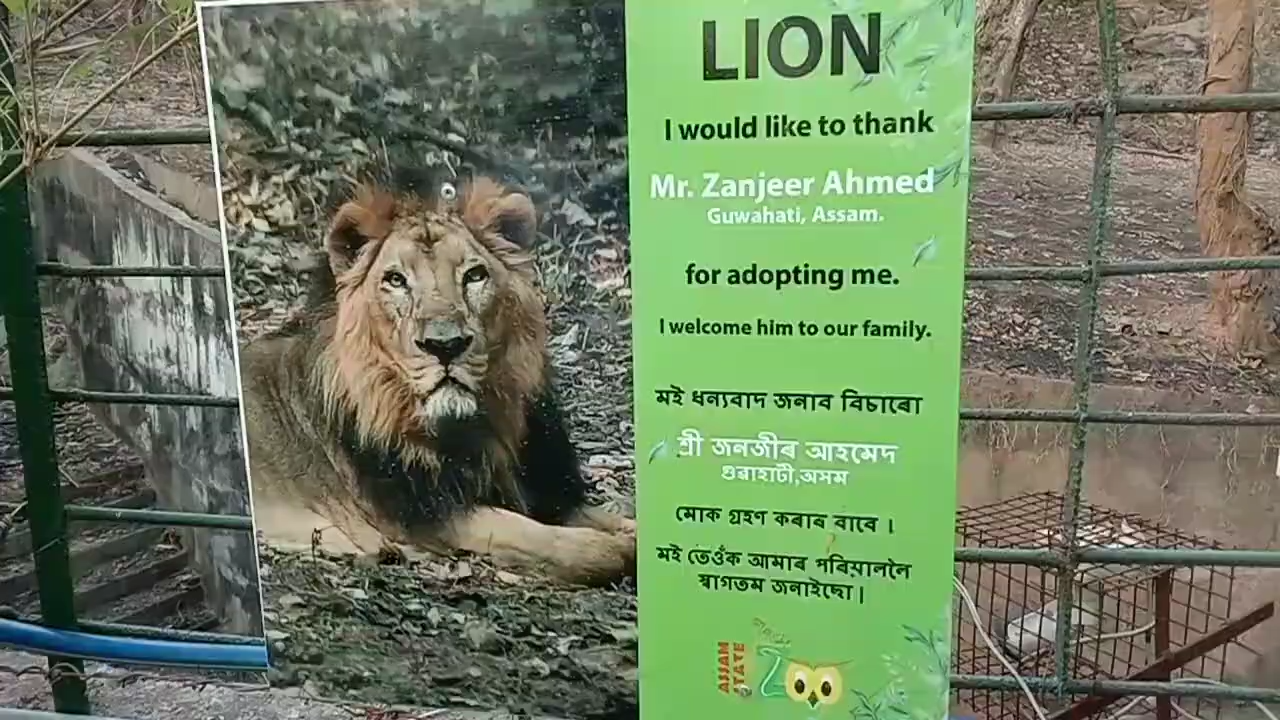 LION
I would like to thank
Mr. Zanjeer Ahmed
Guwahati, Assam.
for adopting me.
I welcome him to our family.
মই ধন্যবাদ জনাব বিচাৰো
শ্ৰী জনজীৰ আহমেদ
গুৱাহাটী,অসম
মোক গ্ৰহণ কৰাৰ বাবে ।
মই তেওঁক আমাৰ পৰিয়াললৈ
স্বাগতম জনাইছো ।
ASSAM
STATE
Zoo